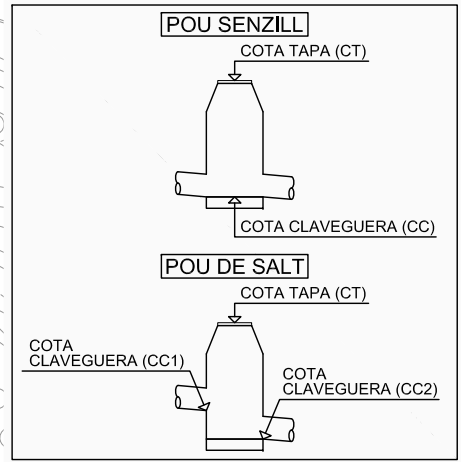 POU SENZILL
COTA TAPA (CT)
COTA CLAVEGUERA (CC)
POU DE SALT
COTA TAPA (CT)
COTA
CLAVEGUERA (CC1)
COTA
CLAVEGUERA (CC2)